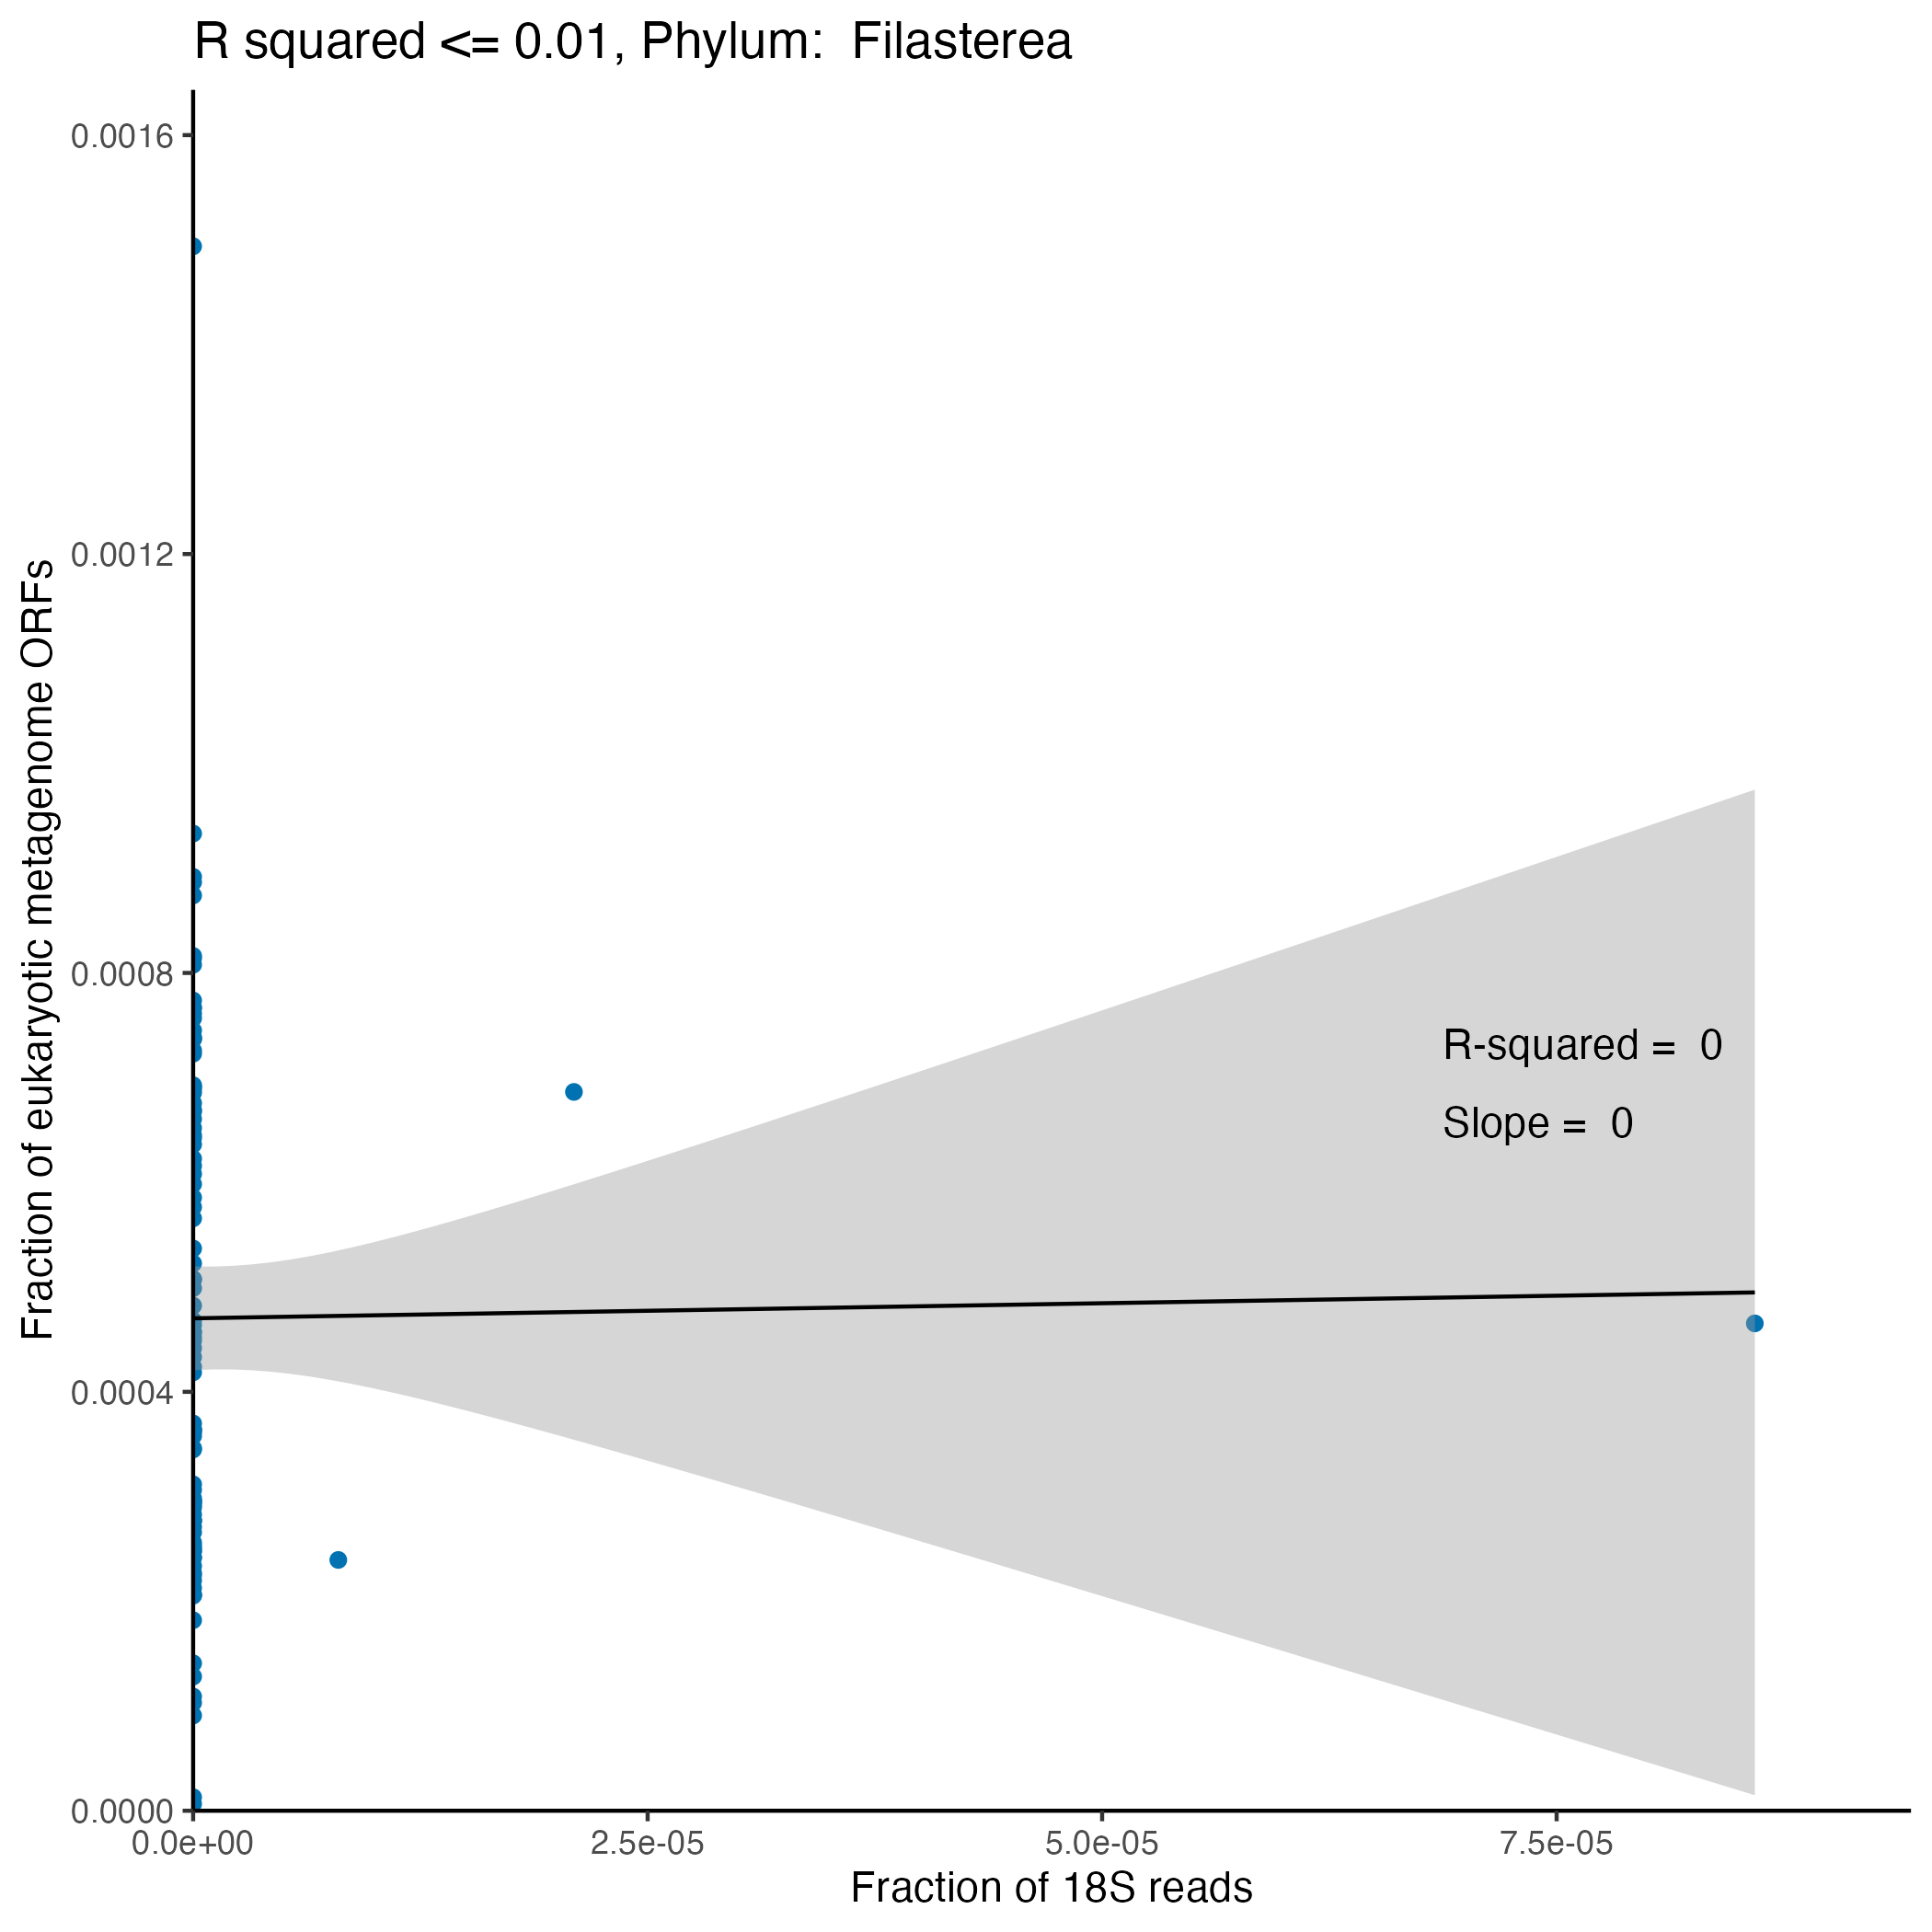 R squared <= 0.01, Phylum:  Filasterea
Fraction of eukaryotic metagenome ORFs
0.0016
0.0012
0.0008
0.0004
0.0000
R-squared =  0
Slope =  0
0.0e+00
2.5e-05
5.0e-05
7.5e-05
Fraction of 18S reads